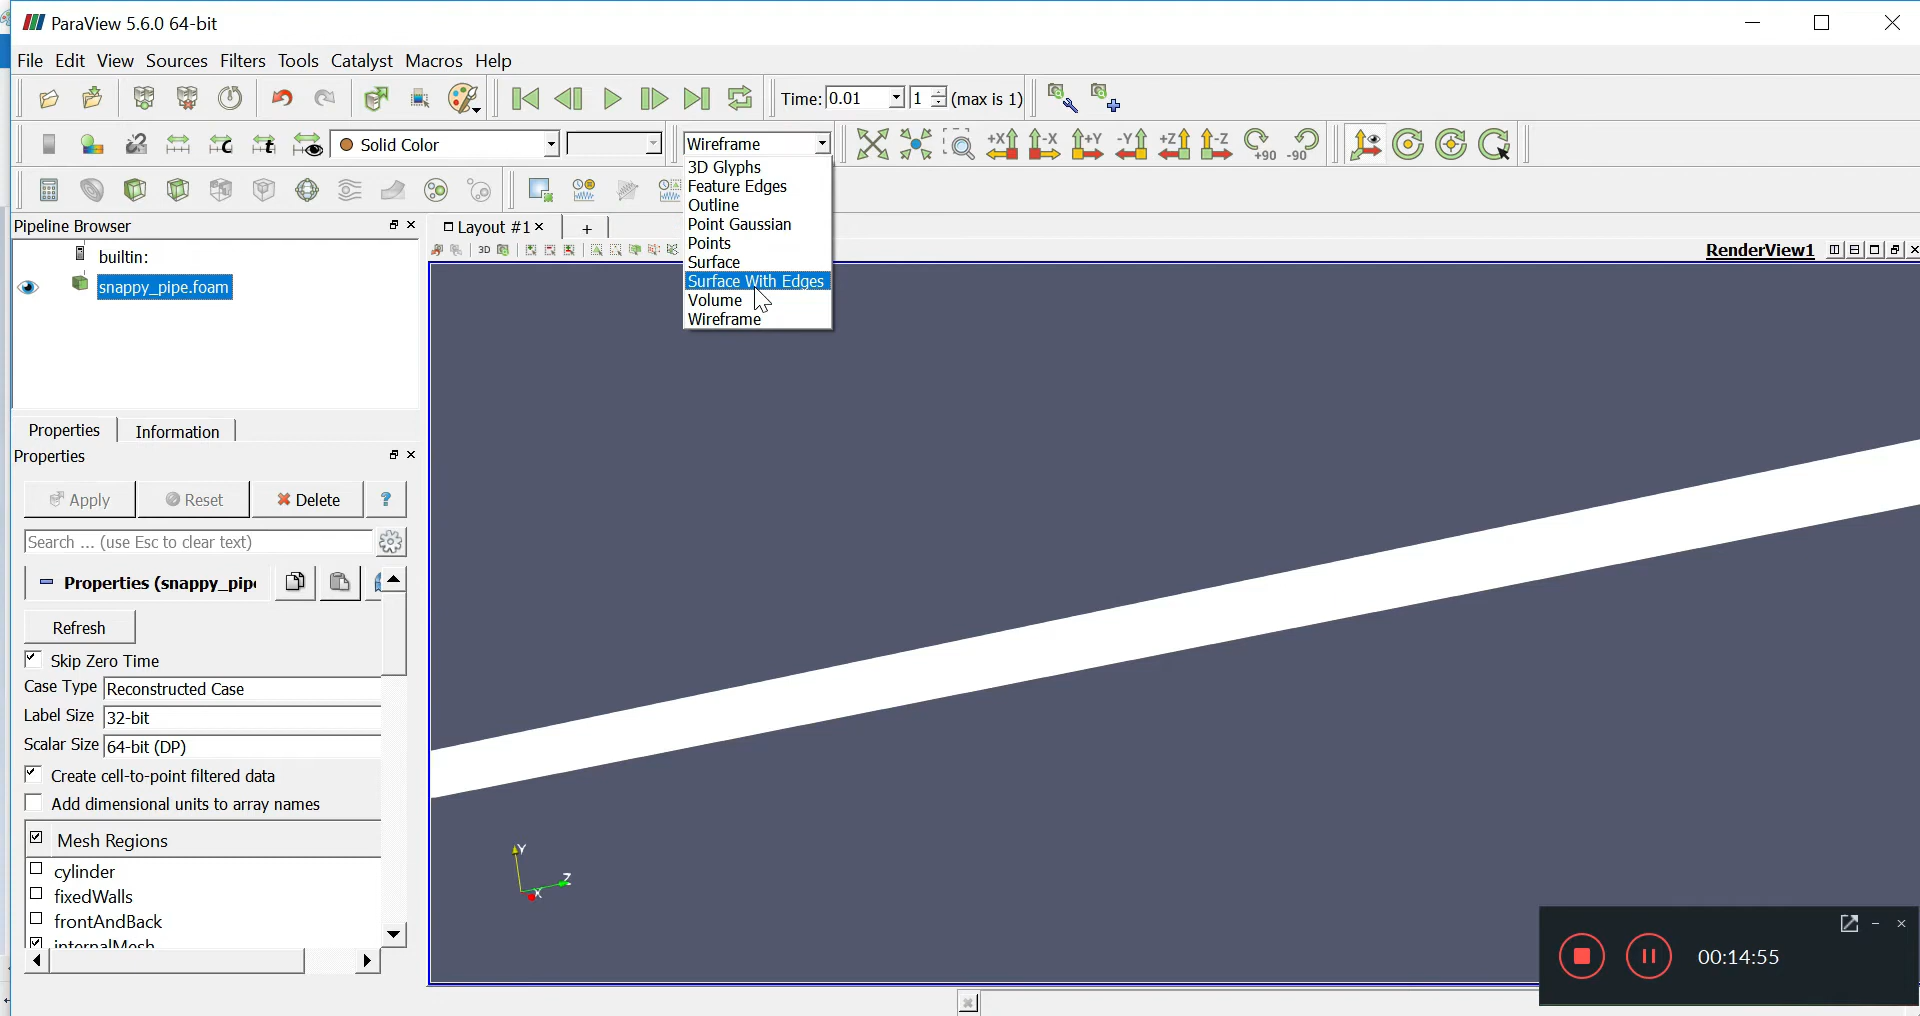 ParaView 5.6.0 64-bit
File Edit View Sources Filters Tools Catalyst Macros Help
Time: 0.01 1 (max is 1)
Solid Color
Wireframe
+X -X +Y -Y +Z -Z +90 -90
3D Glyphs
Feature Edges
Outline
Point Gaussian
Points
Surface
Surface With Edges
Volume
Wireframe
Pipeline Browser
builtin:
snappy_pipe.foam
Layout #1 +
3D
RenderView1
Properties Information
Properties
Apply Reset Delete ?
Search ... (use Esc to clear text)
Properties (snappy_pip
Refresh
Skip Zero Time
Case Type Reconstructed Case
Label Size 32-bit
Scalar Size 64-bit (DP)
Create cell-to-point filtered data
Add dimensional units to array names
Mesh Regions
cylinder
fixedWalls
frontAndBack
internalMesh
Y
Z
X
00:14:55